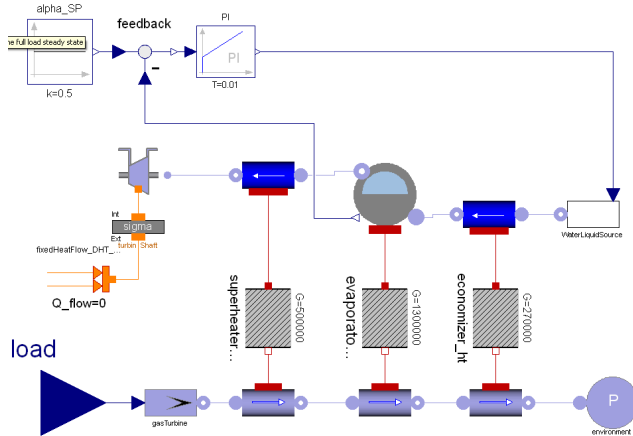 alpha_SP
ne full load steady state
k=0.5
feedback
PI
PI
T=0.01
WaterLiquidSource
Int
sigma
Ext
turbin Shaft
fixedHeatFlow_DHT_...
Q_flow=0
superheater...
G=500000
evaporato...
G=1300000
economizer_ht
G=270000
load
gasTurbine
P
environment